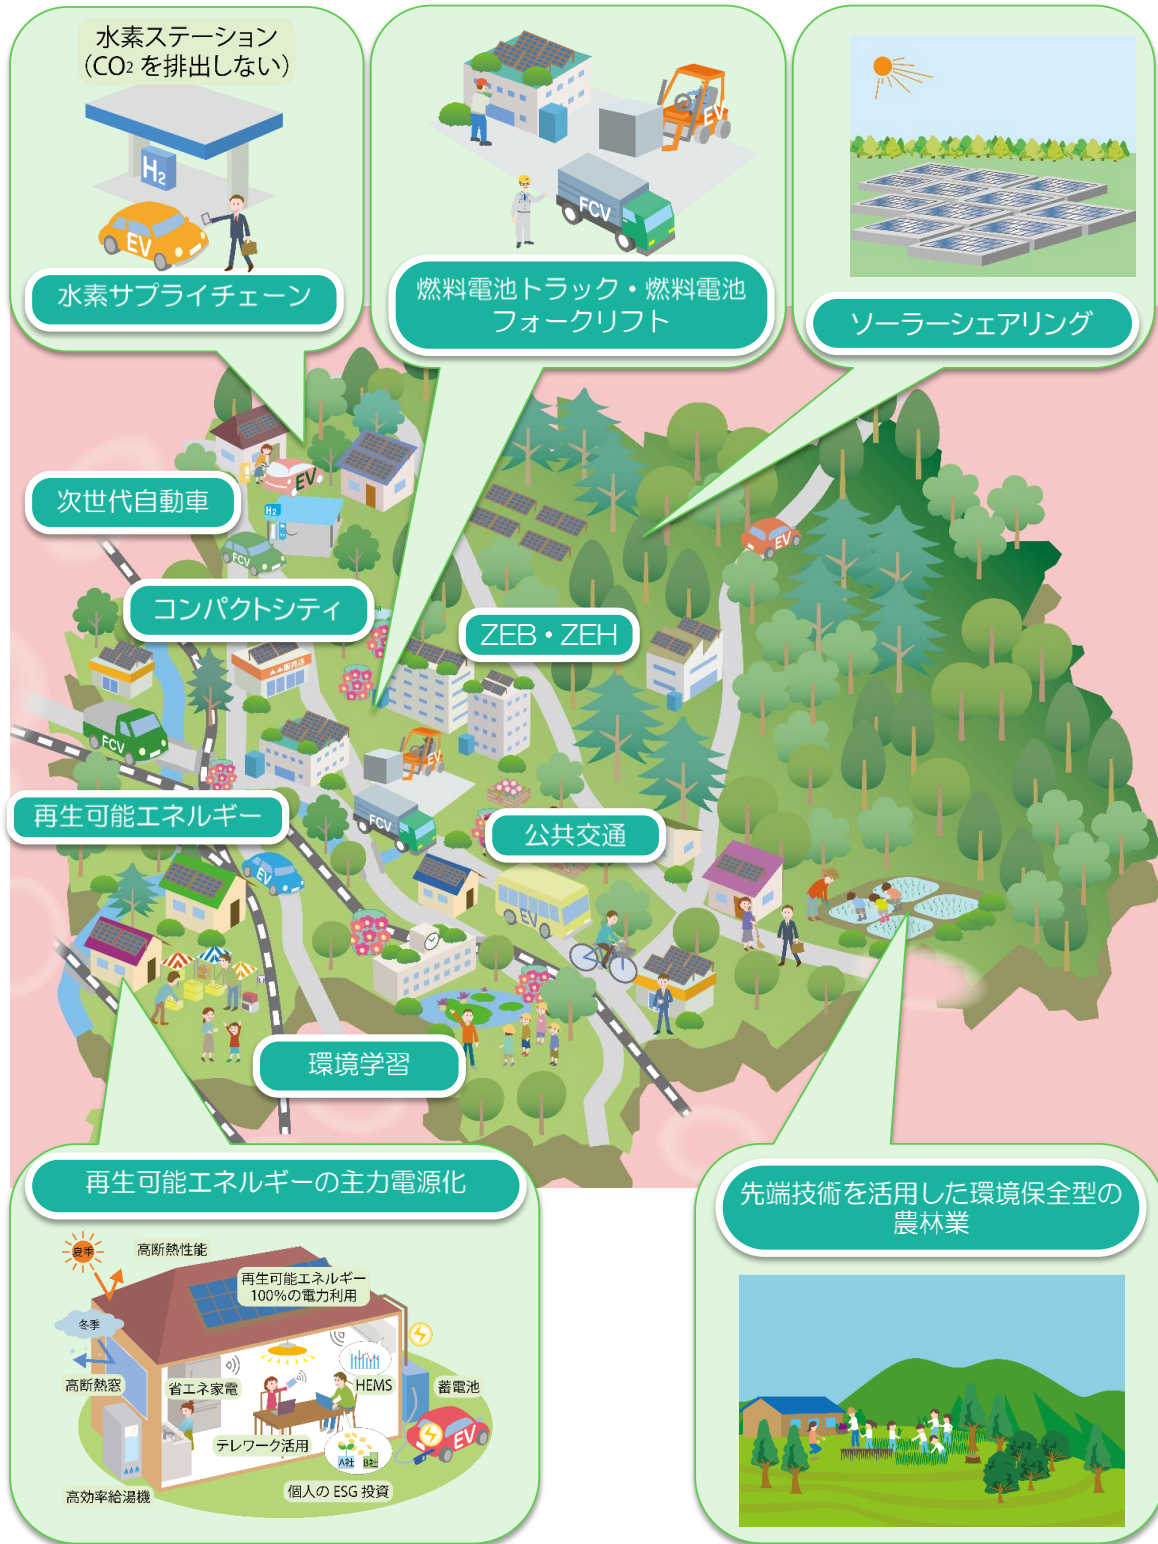 水素ステーション
（CO2 を排出しない）
H2
EV
水素サプライチェーン
EV
FCV
燃料電池トラック・燃料電池
フォークリフト
ソーラーシェアリング
次世代自動車
EV
H2
FCV
EV
コンパクトシティ
ZEB・ZEH
▲▲販売店
FCV
EV
FCV
再生可能エネルギー
公共交通
EV
EV
環境学習
再生可能エネルギーの主力電源化
夏季
高断熱性能
再生可能エネルギー
100%の電力利用
冬季
高断熱窓
省エネ家電
HEMS
蓄電池
EV
テレワーク活用
A社
B社
高効率給湯機
個人の ESG 投資
先端技術を活用した環境保全型の
農林業